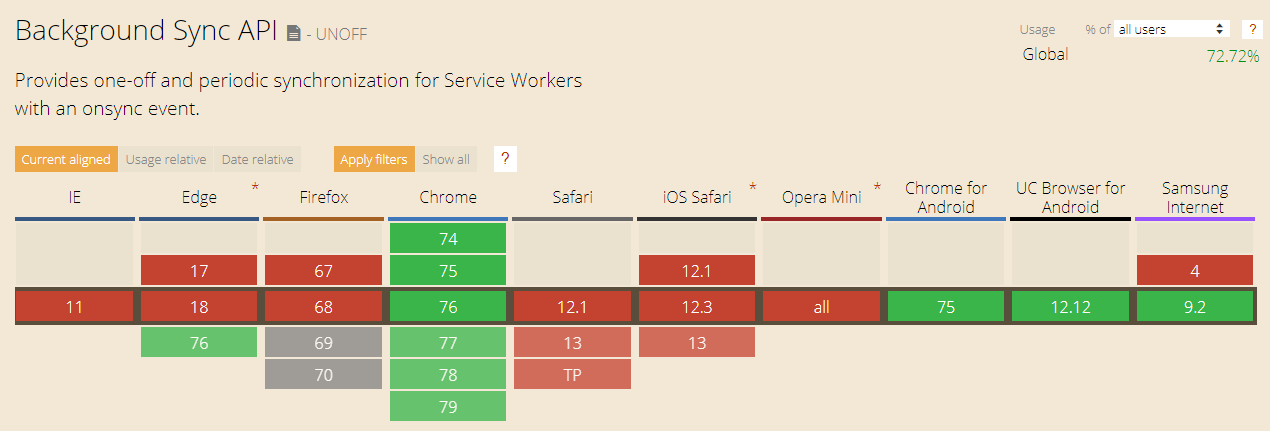 Background Sync API - UNOFF
Usage % of all users ?
Global 72.72%
Provides one-off and periodic synchronization for Service Workers
with an onsync event.
Current aligned Usage relative Date relative Apply filters Show all ?
IE Edge * Firefox Chrome Safari iOS Safari * Opera Mini * Chrome for Android UC Browser for Android Samsung Internet
74
17 67 75 12.1 4
11 18 68 76 12.1 12.3 all 75 12.12 9.2
76 69 77 13 13
70 78 TP
79